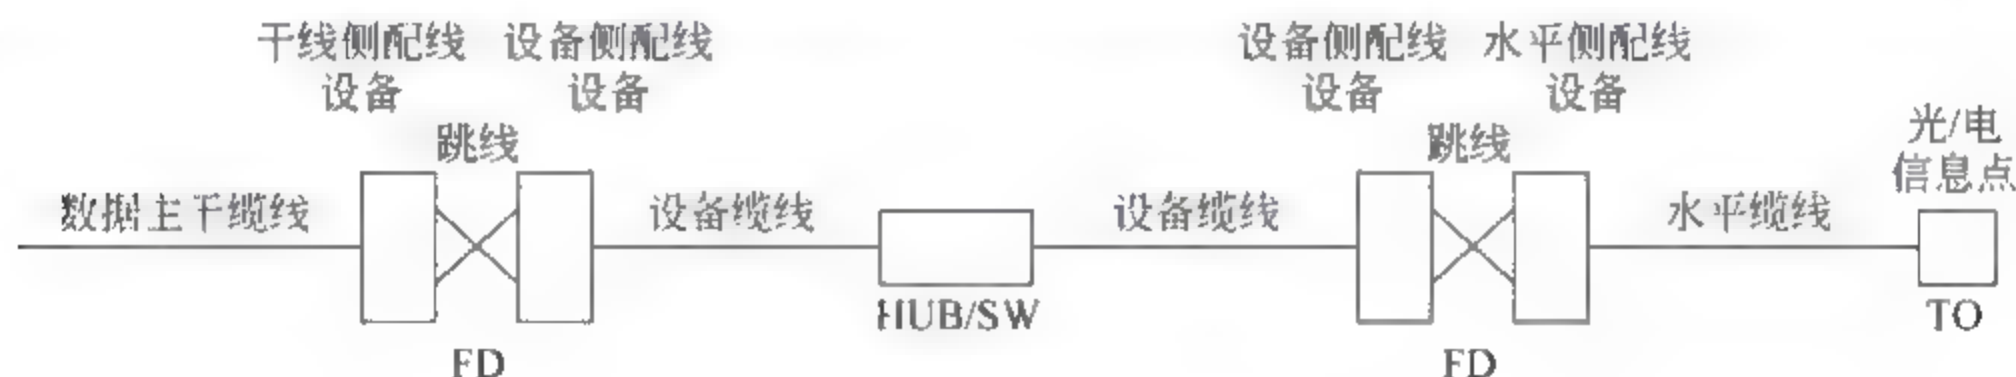 干线侧配线 设备侧配线 设备侧配线 水平侧配线
设备 设备 设备 设备
跳线 跳线 光/电
信息点
数据主干缆线 设备缆线 设备缆线 水平缆线
HUB/SW TO
FD FD